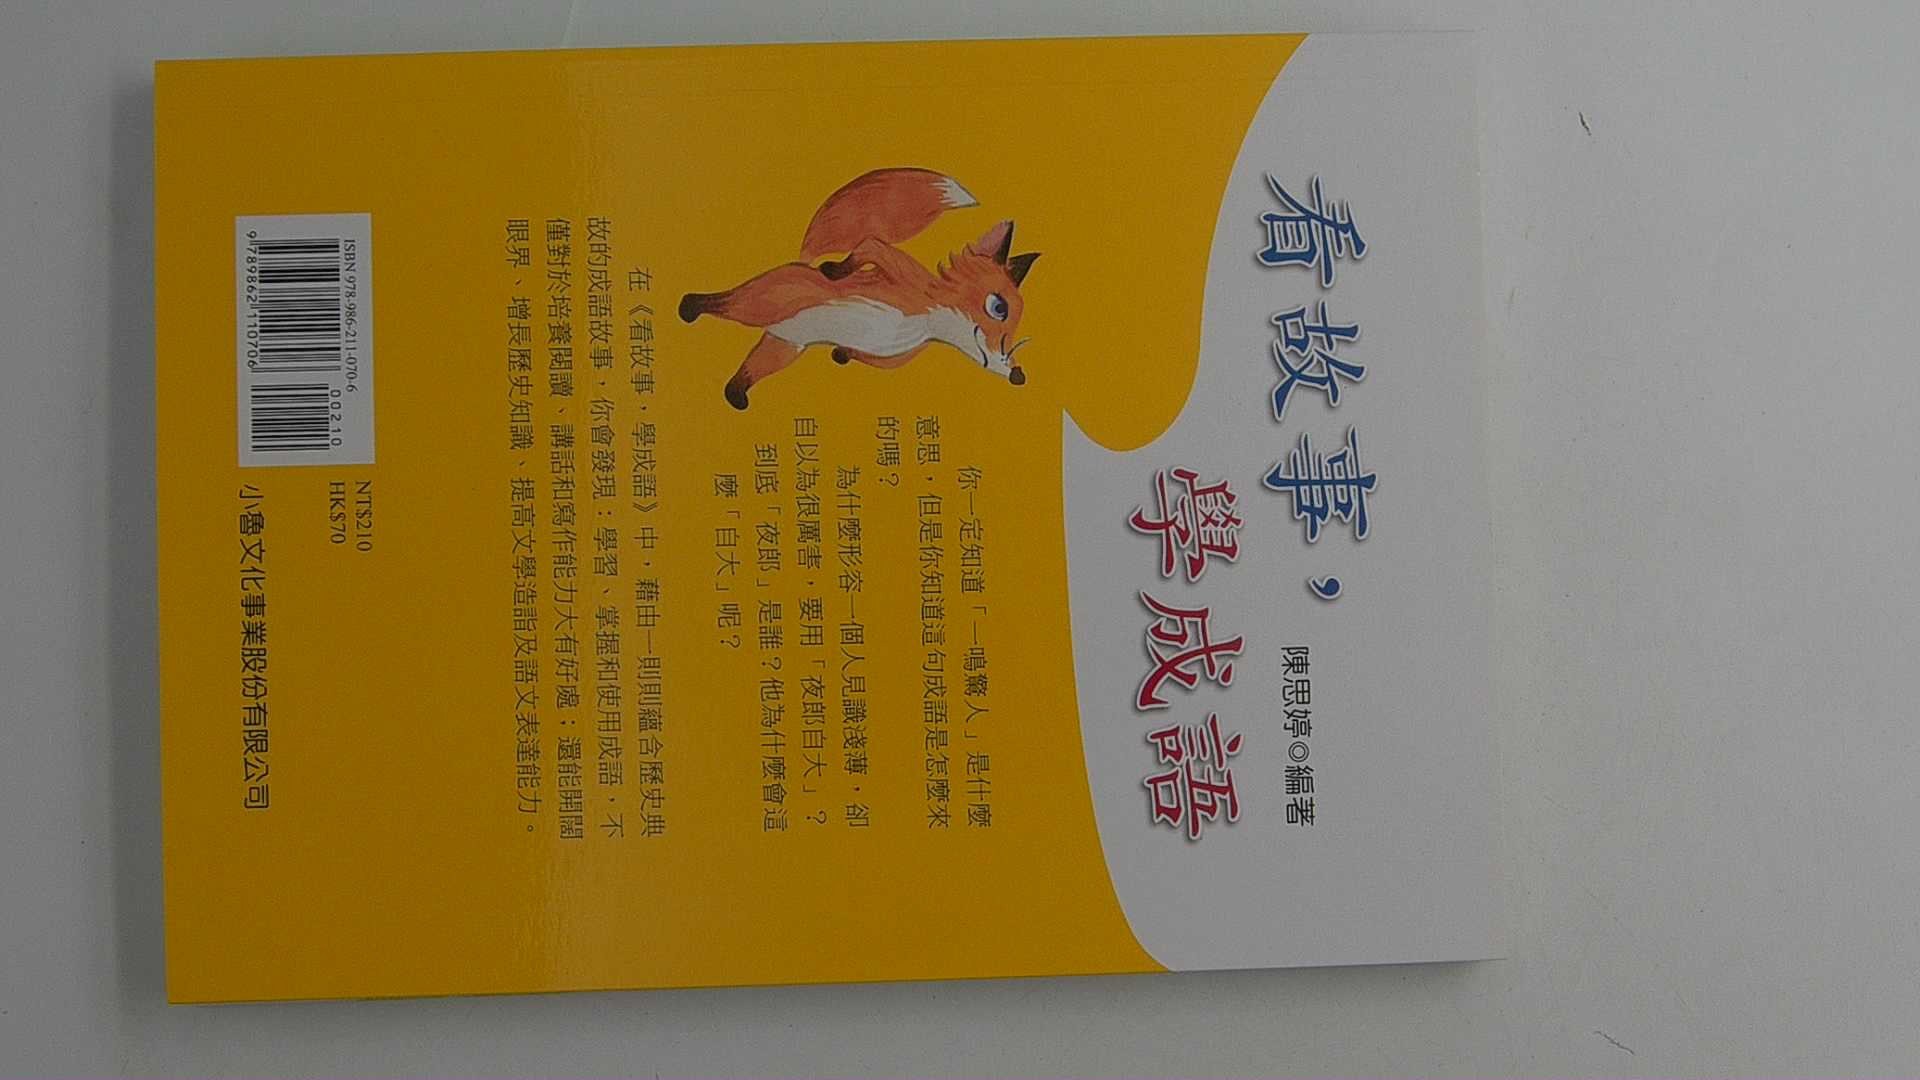 看故事，
學成語
陳思婷◎編著
你一定知道「一鳴驚人」是什麼
意思，但是你知道這句成語是怎麼來
的嗎？
為什麼形容一個人見識淺薄，卻
自以為很厲害，要用「夜郎自大」？
到底「夜郎」是誰？他為什麼會這
麼「自大」呢？
在《看故事，學成語》中，藉由一則則蘊含歷史典
故的成語故事，你會發現：學習、掌握和使用成語，不
僅對於培養閱讀、講話和寫作能力大有好處；還能開闊
眼界、增長歷史知識、提高文學造詣及語文表達能力。
ISBN 978-986-211-070-6
00210
9789862110706
NT$210
HK$70
小魯文化事業股份有限公司